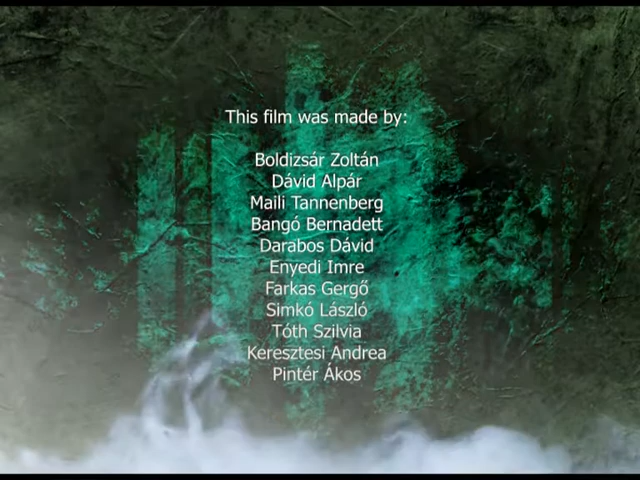 This film was made by:
Boldizsár Zoltán
Dávid Alpár
Maili Tannenberg
Bangó Bernadett
Darabos Dávid
Enyedi Imre
Farkas Gergő
Simkó László
Tóth Szilvia
Keresztesi Andrea
Pintér Ákos